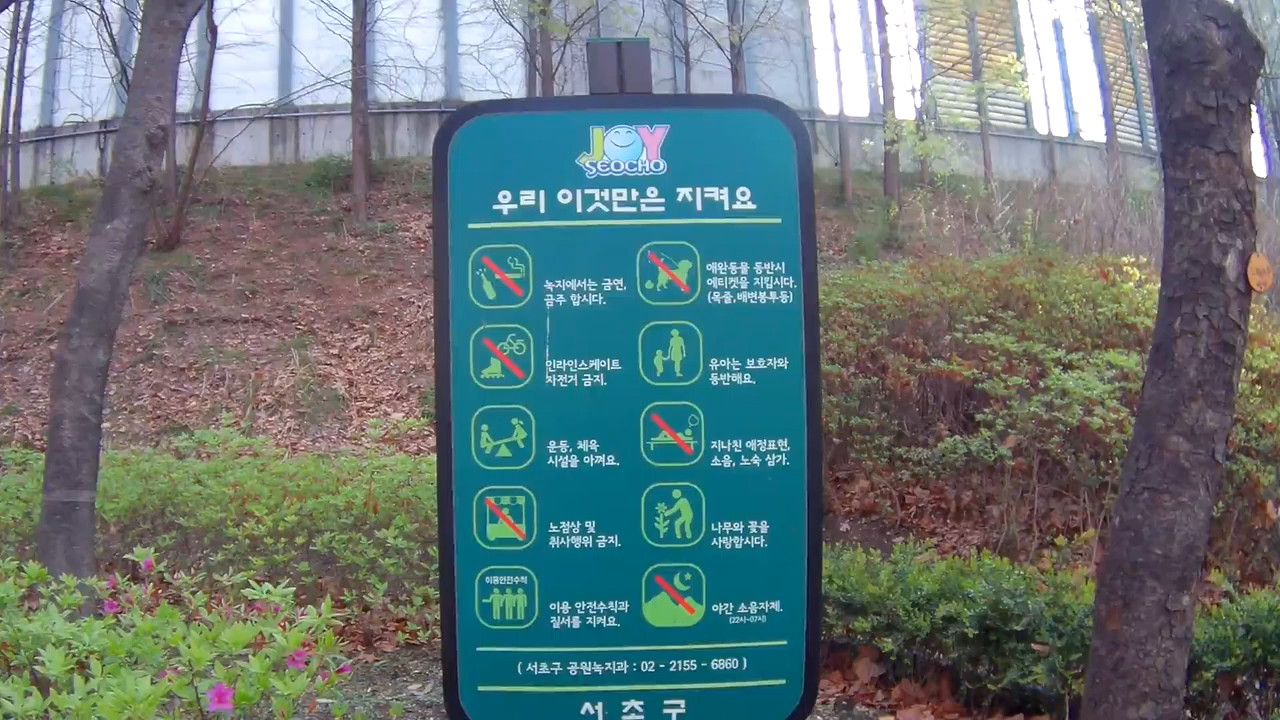 JOY
SEOCHO
우리 이것만은 지켜요
녹지에서는 금연,
금주 합시다.
애완동물 동반시
에티켓을 지킵시다.
(목줄,배변봉투등)
인라인스케이트
자전거 금지.
유아는 보호자와
동반해요.
운동, 체육
시설을 아껴요.
지나친 애정표현,
소음, 노숙 삼가.
노점상 및
취사행위 금지.
나무와 꽃을
사랑합시다.
이용안전수칙
이용 안전수칙과
질서를 지켜요.
야간 소음자제.
(22시~07시)
( 서초구 공원녹지과 : 02 - 2155 - 6860 )
서초구